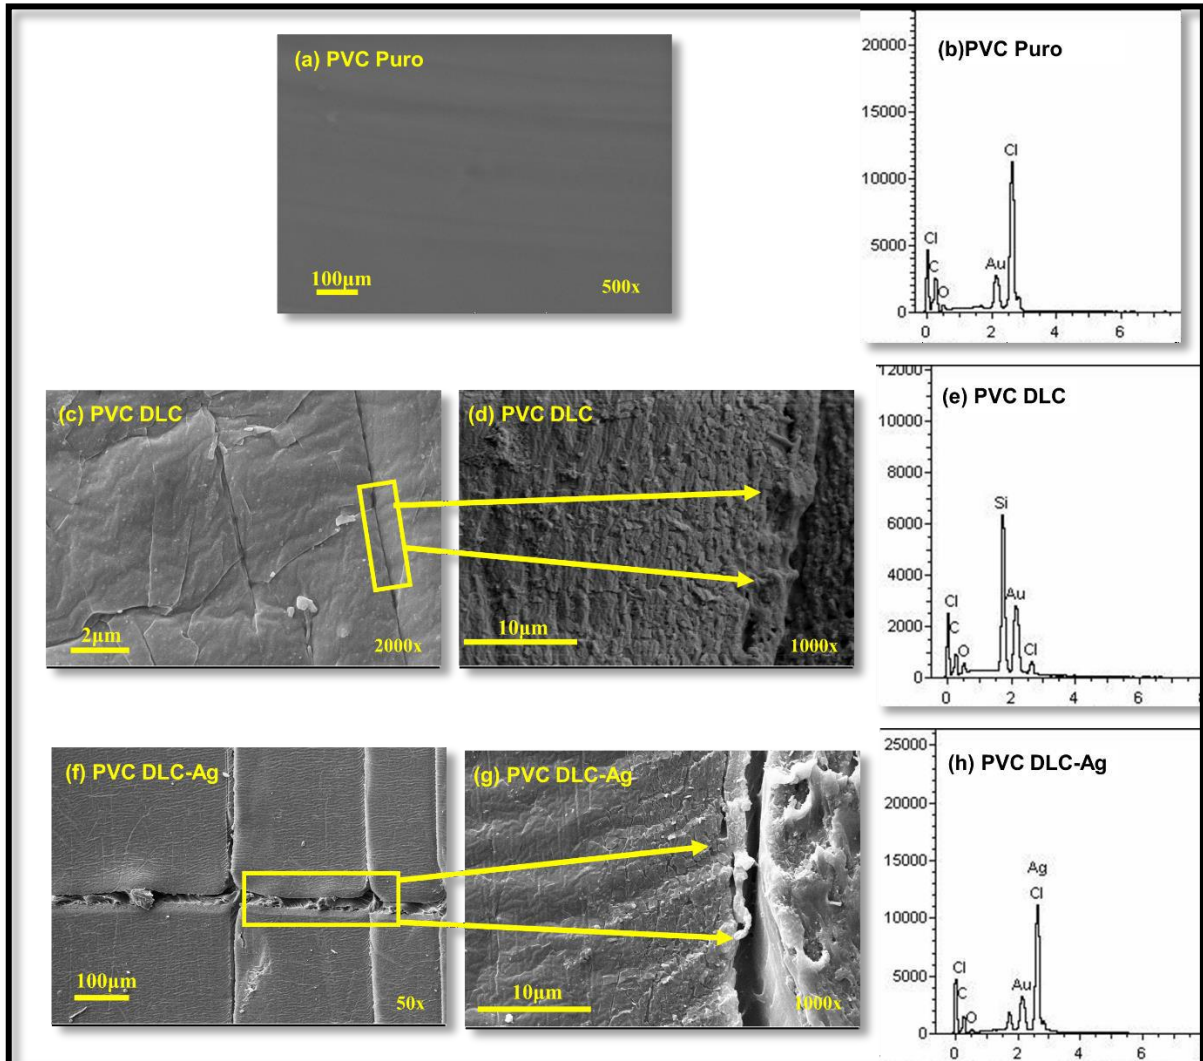 (a) PVC Puro
100µm
500x
(b)PVC Puro
20000
15000
10000
5000
0
Cl
C
O
Au
Cl
0 2 4 6
(c) PVC DLC
2µm
2000x
(d) PVC DLC
10µm
1000x
(e) PVC DLC
12000
10000
8000
6000
4000
2000
0
Cl
C
O
Si
Au
Cl
0 2 4 6
(f) PVC DLC-Ag
100µm
50x
(g) PVC DLC-Ag
10µm
1000x
(h) PVC DLC-Ag
25000
20000
15000
10000
5000
0
Cl
C
O
Au
Ag
Cl
0 2 4 6